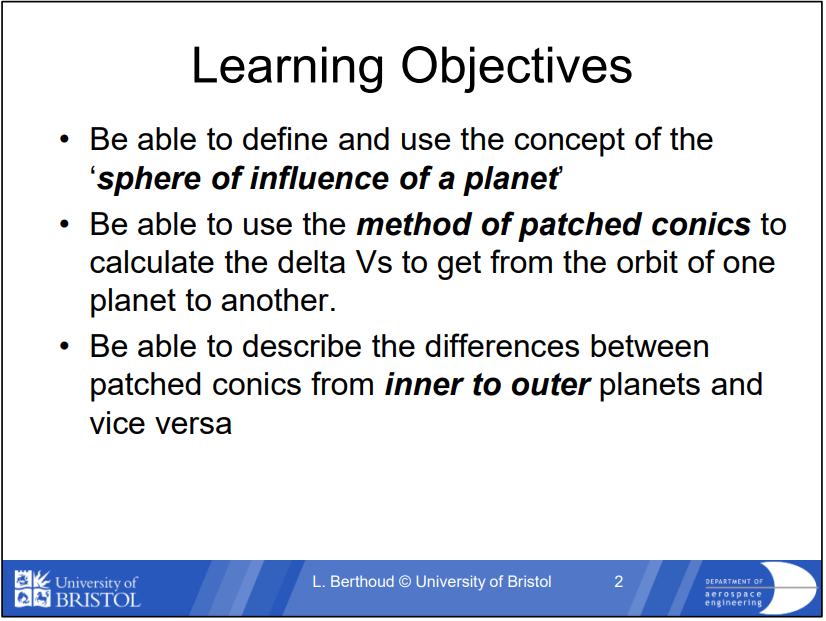 Learning Objectives
• Be able to define and use the concept of the
‘sphere of influence of a planet’
• Be able to use the method of patched conics to
calculate the delta Vs to get from the orbit of one
planet to another.
• Be able to describe the differences between
patched conics from inner to outer planets and
vice versa
University of
BRISTOL
L. Berthoud © University of Bristol
2
DEPARTMENT OF
aerospace
engineering